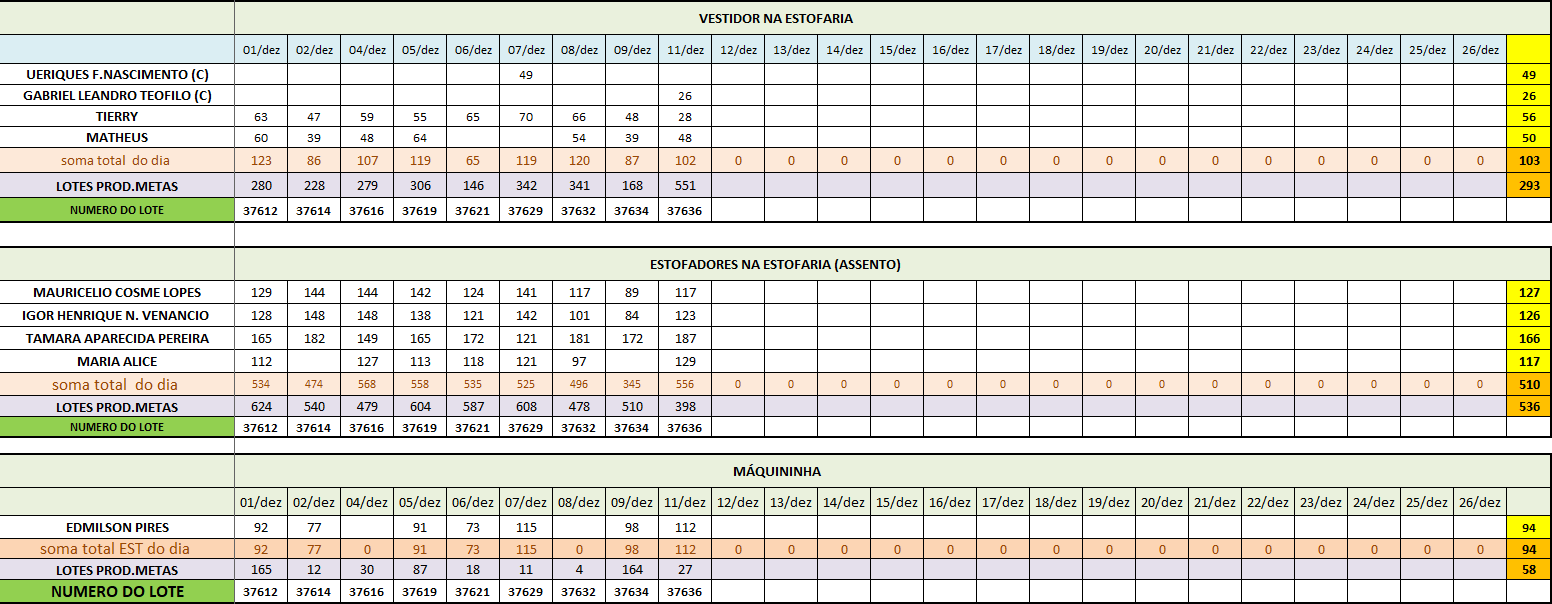 VESTIDOR NA ESTOFARIA
01/dez 02/dez 04/dez 05/dez 06/dez 07/dez 08/dez 09/dez 11/dez 12/dez 13/dez 14/dez 15/dez 16/dez 17/dez 18/dez 19/dez 20/dez 21/dez 22/dez 23/dez 24/dez 25/dez 26/dez
UERIQUES F.NASCIMENTO (C) 49 49
GABRIEL LEANDRO TEOFILO (C) 26 26
TIERRY 63 47 59 55 65 70 66 48 28 56
MATHEUS 60 39 48 64 54 39 48 50
soma total do dia 123 86 107 119 65 119 120 87 102 0 0 0 0 0 0 0 0 0 0 0 0 0 0 0 103
LOTES PROD.METAS 280 228 279 306 146 342 341 168 551 293
NUMERO DO LOTE 37612 37614 37616 37619 37621 37629 37632 37634 37636
ESTOFADORES NA ESTOFARIA (ASSENTO)
MAURICELIO COSME LOPES 129 144 144 142 124 141 117 89 117 127
IGOR HENRIQUE N. VENANCIO 128 148 148 138 121 142 101 84 123 126
TAMARA APARECIDA PEREIRA 165 182 149 165 172 121 181 172 187 166
MARIA ALICE 112 127 113 118 121 97 129 117
soma total do dia 534 474 568 558 535 525 496 345 556 0 0 0 0 0 0 0 0 0 0 0 0 0 0 0 510
LOTES PROD.METAS 624 540 479 604 587 608 478 510 398 536
NUMERO DO LOTE 37612 37614 37616 37619 37621 37629 37632 37634 37636
MÁQUININHA
01/dez 02/dez 04/dez 05/dez 06/dez 07/dez 08/dez 09/dez 11/dez 12/dez 13/dez 14/dez 15/dez 16/dez 17/dez 18/dez 19/dez 20/dez 21/dez 22/dez 23/dez 24/dez 25/dez 26/dez
EDMILSON PIRES 92 77 91 73 115 98 112 94
soma total EST do dia 92 77 0 91 73 115 0 98 112 0 0 0 0 0 0 0 0 0 0 0 0 0 0 0 94
LOTES PROD.METAS 165 12 30 87 18 11 4 164 27 58
NUMERO DO LOTE 37612 37614 37616 37619 37621 37629 37632 37634 37636